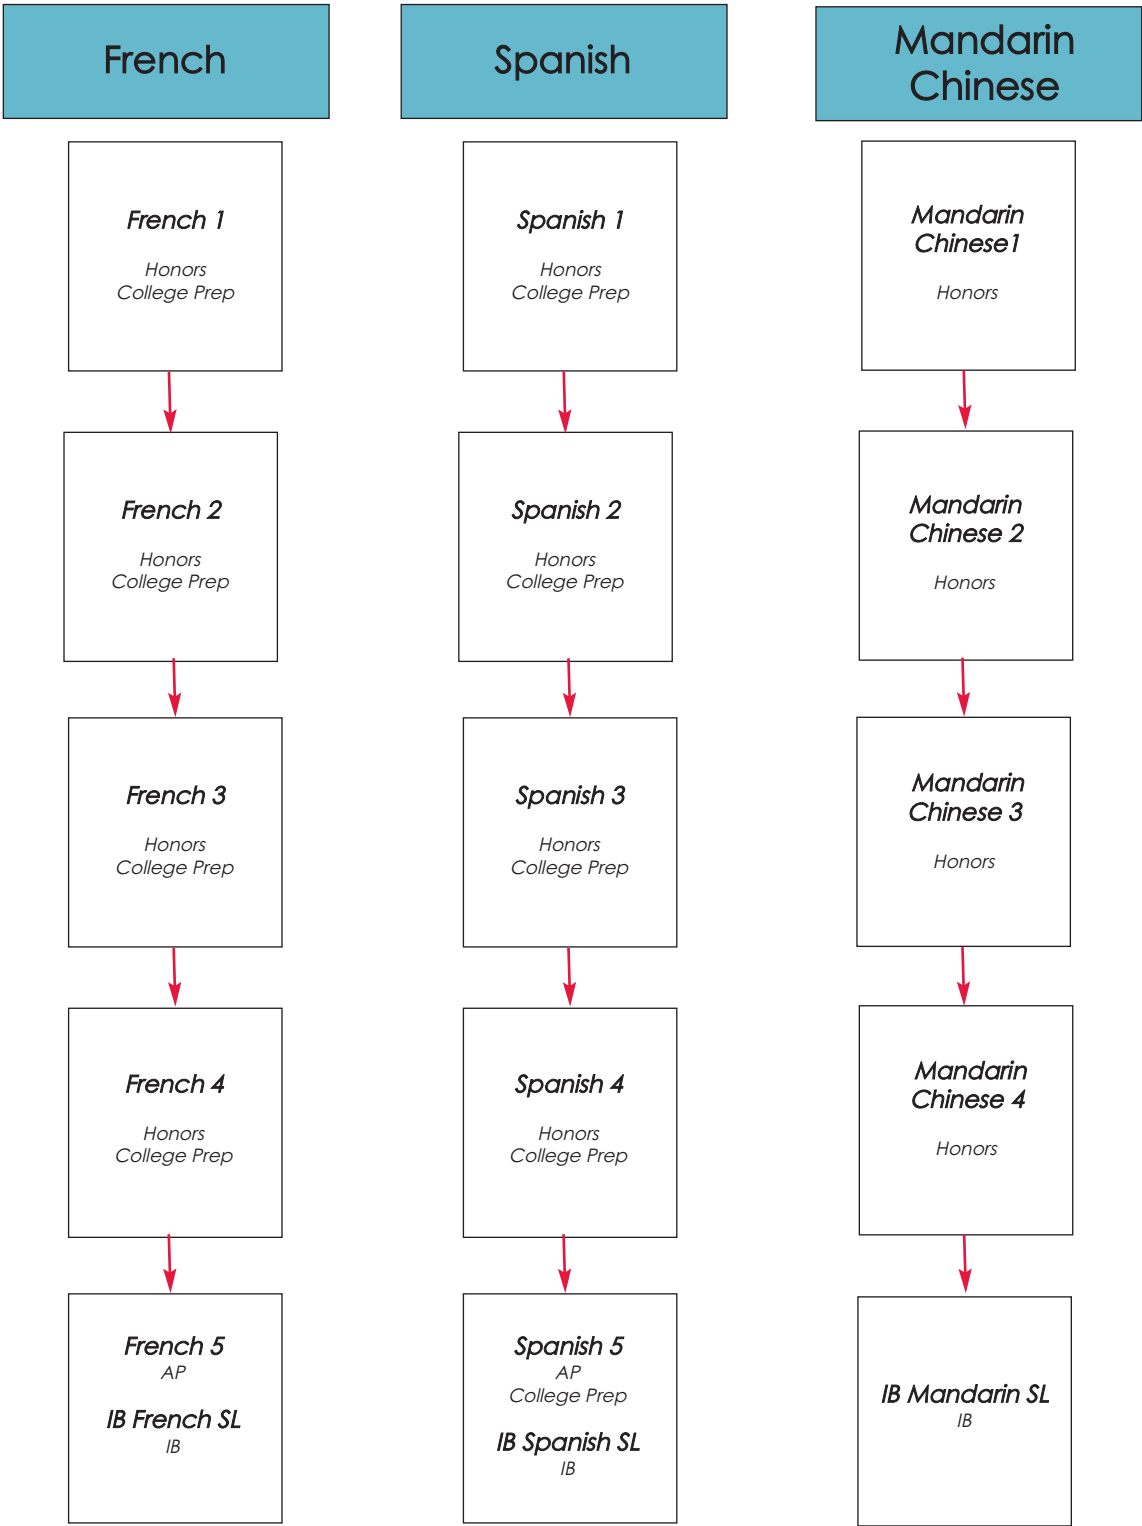 French
French 1
Honors
College Prep
French 2
Honors
College Prep
French 3
Honors
College Prep
French 4
Honors
College Prep
French 5
AP
IB French SL
IB
Spanish
Spanish 1
Honors
College Prep
Spanish 2
Honors
College Prep
Spanish 3
Honors
College Prep
Spanish 4
Honors
College Prep
Spanish 5
AP
College Prep
IB Spanish SL
IB
Mandarin
Chinese
Mandarin
Chinese1
Honors
Mandarin
Chinese 2
Honors
Mandarin
Chinese 3
Honors
Mandarin
Chinese 4
Honors
IB Mandarin SL
IB